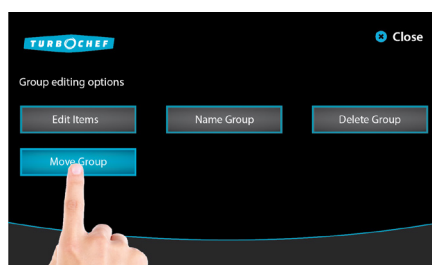 TURBOCHEF
Close
Group editing options
Edit Items
Name Group
Delete Group
Move Group